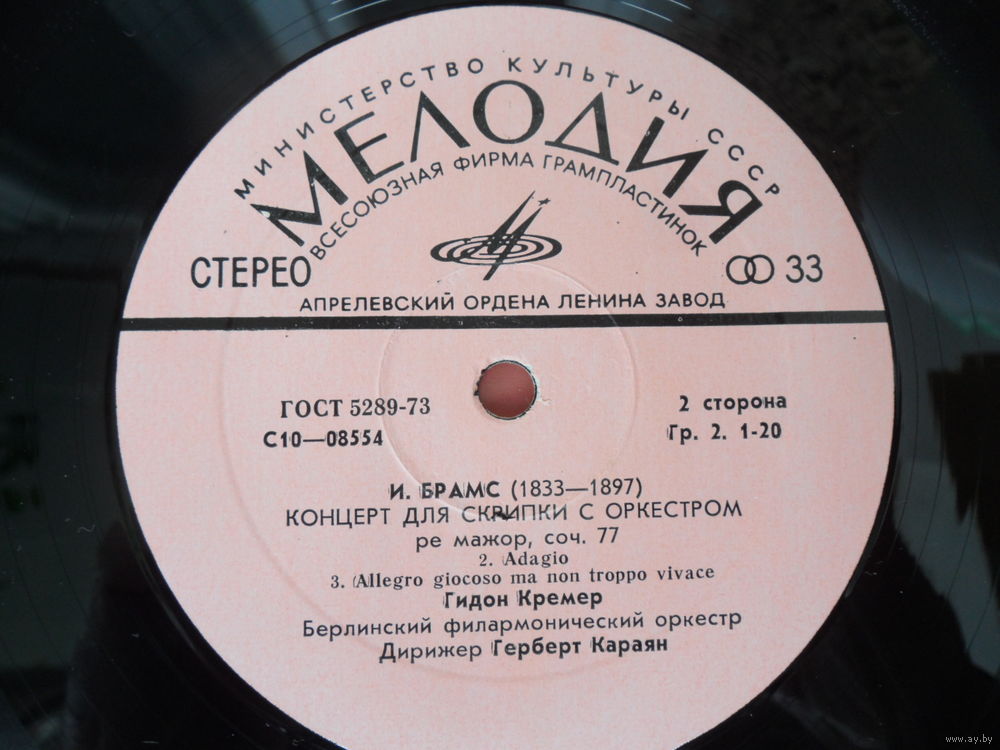 МИНИСТЕРСТВО КУЛЬТУРЫ СССР
МЕЛОДИЯ
ВСЕСОЮЗНАЯ ФИРМА ГРАМПЛАСТИНОК
СТЕРЕО
33
АПРЕЛЕВСКИЙ ОРДЕНА ЛЕНИНА ЗАВОД
ГОСТ 5289-73
2 сторона
С10—08554
Гр. 2. 1-20
И. БРАМС (1833—1897)
КОНЦЕРТ ДЛЯ СКРИПКИ С ОРКЕСТРОМ
ре мажор, соч. 77
2. Adagio
3. Allegro giocoso ma non troppo vivace
Гидон Кремер
Берлинский филармонический оркестр
Дирижер Герберт Караян
www.ay.by